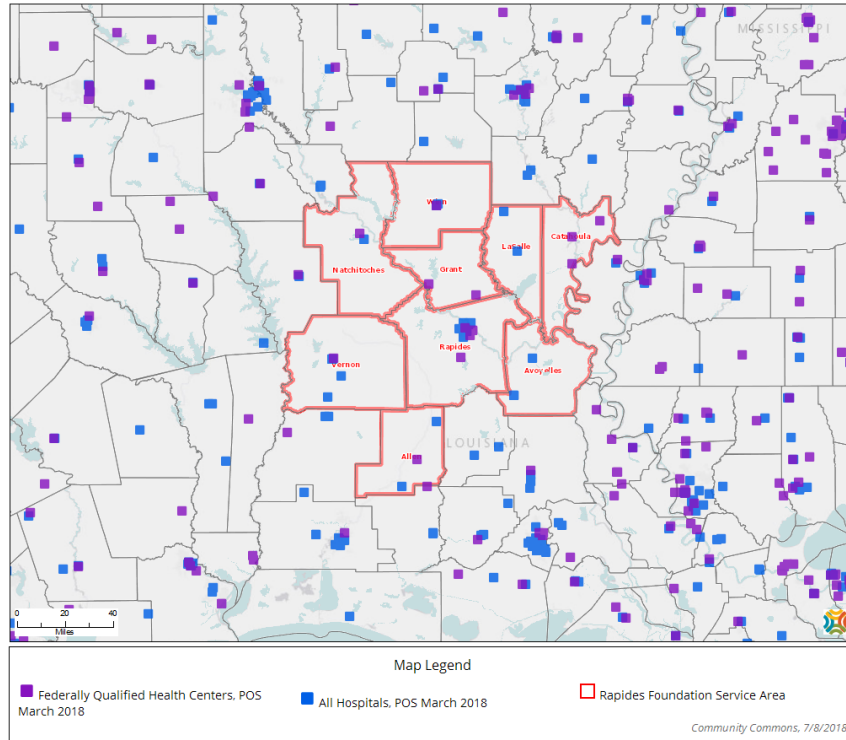 MISSISSIPPI
Winn
Catahoula
LaSalle
Natchitoches
Grant
Rapides
Vernon
Avoyelles
LOUISIANA
All
0 20 40
Miles
Map Legend
Federally Qualified Health Centers, POS
March 2018
All Hospitals, POS March 2018
Rapides Foundation Service Area
Community Commons, 7/8/2018